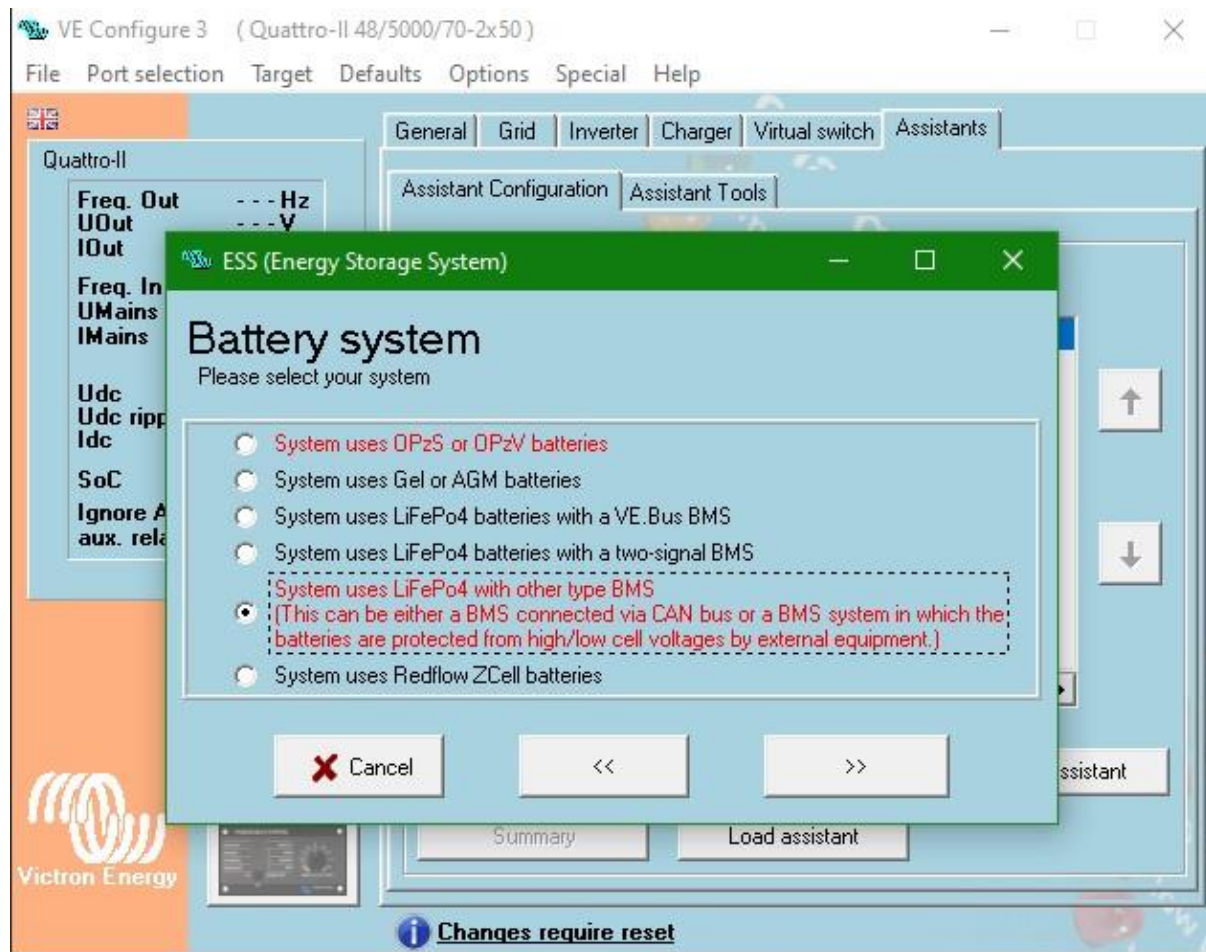 VE Configure 3 ( Quattro-II 48/5000/70-2x50 )
File Port selection Target Defaults Options Special Help
General Grid Inverter Charger Virtual switch Assistants
Quattro-II
Assistant Configuration Assistant Tools
Freq. Out - - - Hz
UOut - - - V
IOut
Freq. In
UMains
IMains
Udc
Udc ripp
Idc
SoC
Ignore A
aux. rela
ESS (Energy Storage System)
Battery system
Please select your system
System uses OPzS or OPzV batteries
System uses Gel or AGM batteries
System uses LiFePo4 batteries with a VE.Bus BMS
System uses LiFePo4 batteries with a two-signal BMS
System uses LiFePo4 with other type BMS
(This can be either a BMS connected via CAN bus or a BMS system in which the
batteries are protected from high/low cell voltages by external equipment.)
System uses Redflow ZCell batteries
Cancel << >>
ssistant
Summary Load assistant
Victron Energy
Changes require reset